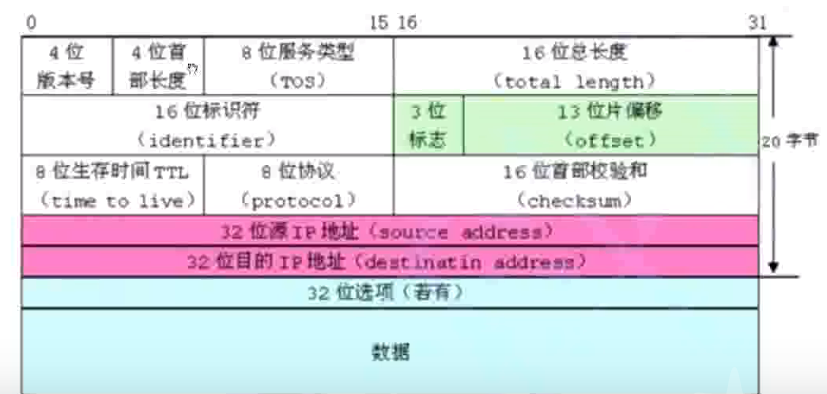 0 15 16 31
4 位 4 位首 8 位服务类型 16 位总长度
版本号 部长度 (TOS) (total length)
16 位标识符 3 位 13 位片偏移
(identifier) 标志 (offset)
20 字节
8 位生存时间 TTL 8 位协议 16 位首部校验和
(time to live) (protocol) (checksum)
32 位源 IP 地址 (source address)
32 位目的 IP 地址 (destinatin address)
32 位选项 (若有)
数据